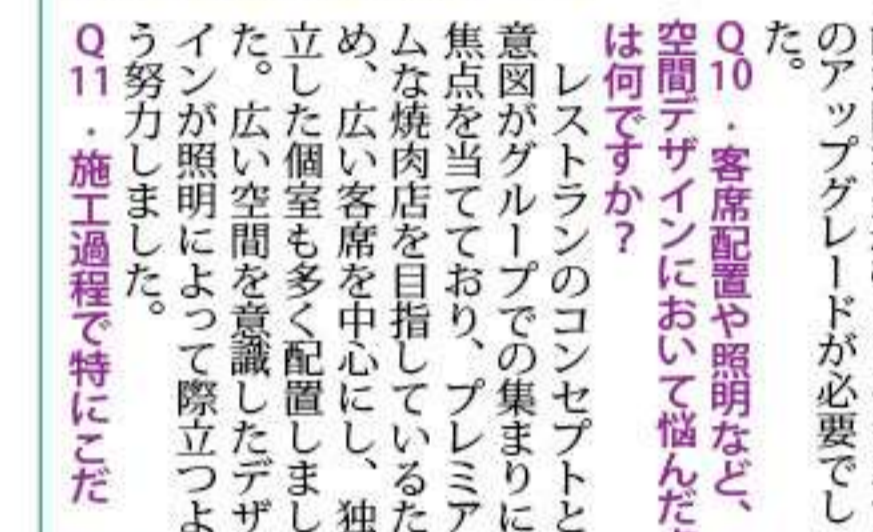 のアップグレードが必要でし
た。
Q10．客席配置や照明など、
空間デザインにおいて悩んだ
は何ですか？
レストランのコンセプトと
意図がグループでの集まりに
焦点を当てており、プレミア
ムな焼肉店を目指しているた
め、広い客席を中心にし、独
立した個室も多く配置しまし
た。広い空間を意識したデザ
インが照明によって際立つよ
う努力しました。
Q11．施工過程で特にこだ